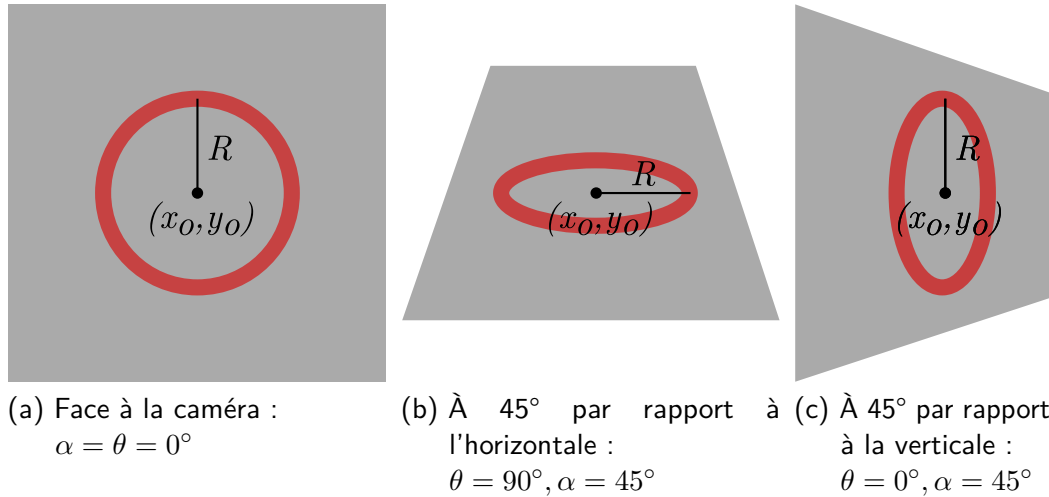 R
(x_O, y_O)
R
(x_O, y_O)
R
(x_O, y_O)
(a) Face à la caméra :
α = θ = 0°
(b) À 45° par rapport à
l'horizontale :
θ = 90°, α = 45°
(c) À 45° par rapport
à la verticale :
θ = 0°, α = 45°